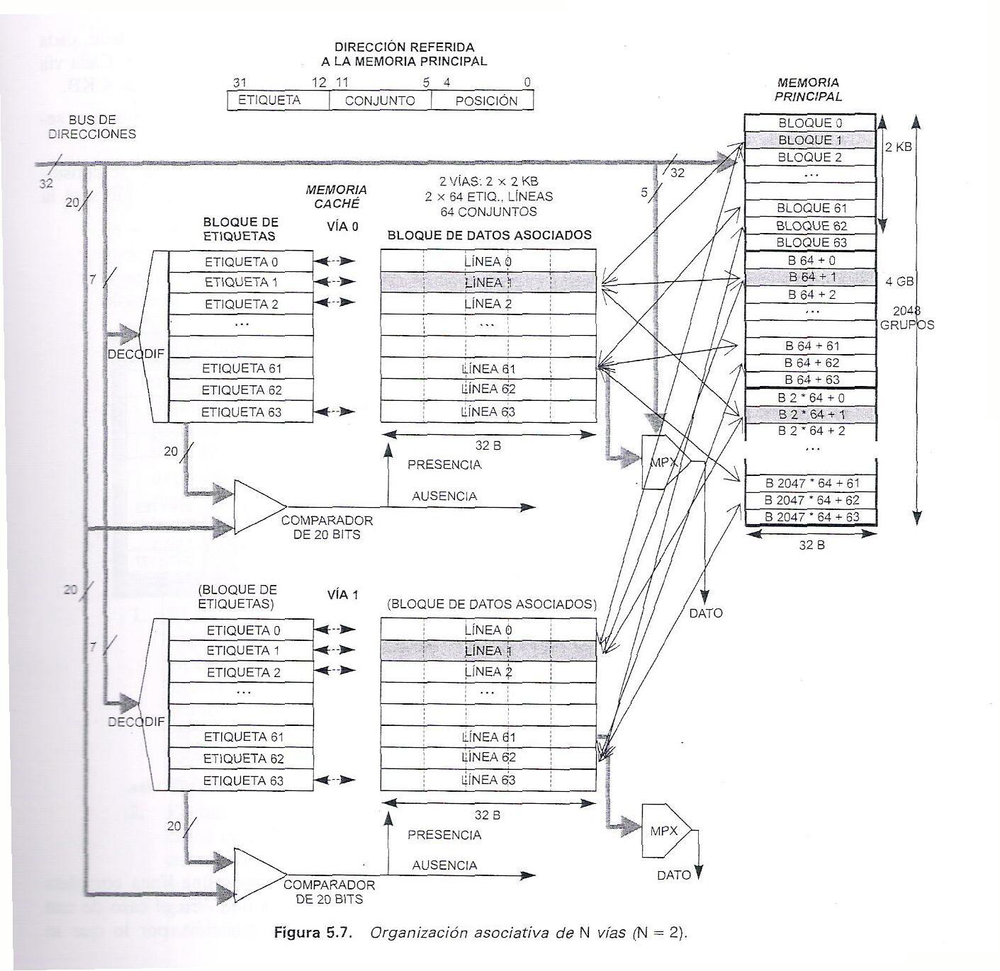 DIRECCIÓN REFERIDA
A LA MEMORIA PRINCIPAL
31 12 11 5 4 0
ETIQUETA CONJUNTO POSICIÓN
BUS DE
DIRECCIONES
32
20
7
5
32
MEMORIA
CACHÉ
2 VÍAS: 2 × 2 KB
2 × 64 ETIQ., LÍNEAS
64 CONJUNTOS
BLOQUE DE
ETIQUETAS
VÍA 0
BLOQUE DE DATOS ASOCIADOS
ETIQUETA 0
ETIQUETA 1
ETIQUETA 2
...
ETIQUETA 61
ETIQUETA 62
ETIQUETA 63
LÍNEA 0
LÍNEA 1
LÍNEA 2
...
LÍNEA 61
LÍNEA 62
LÍNEA 63
DECODIF
32 B
20
PRESENCIA
AUSENCIA
COMPARADOR
DE 20 BITS
MPX
DATO
MEMORIA
PRINCIPAL
BLOQUE 0
BLOQUE 1
BLOQUE 2
...
BLOQUE 61
BLOQUE 62
BLOQUE 63
B 64 + 0
B 64 + 1
B 64 + 2
...
B 64 + 61
B 64 + 62
B 64 + 63
B 2 * 64 + 0
B 2 * 64 + 1
B 2 * 64 + 2
...
B 2047 * 64 + 61
B 2047 * 64 + 62
B 2047 * 64 + 63
32 B
2 KB
4 GB
2048
GRUPOS
20
7
(BLOQUE DE
ETIQUETAS)
VÍA 1
(BLOQUE DE DATOS ASOCIADOS)
ETIQUETA 0
ETIQUETA 1
ETIQUETA 2
...
ETIQUETA 61
ETIQUETA 62
ETIQUETA 63
LÍNEA 0
LÍNEA 1
LÍNEA 2
...
LÍNEA 61
LÍNEA 62
LÍNEA 63
DECODIF
32 B
20
PRESENCIA
AUSENCIA
COMPARADOR
DE 20 BITS
MPX
DATO
Figura 5.7. Organización asociativa de N vías (N = 2).